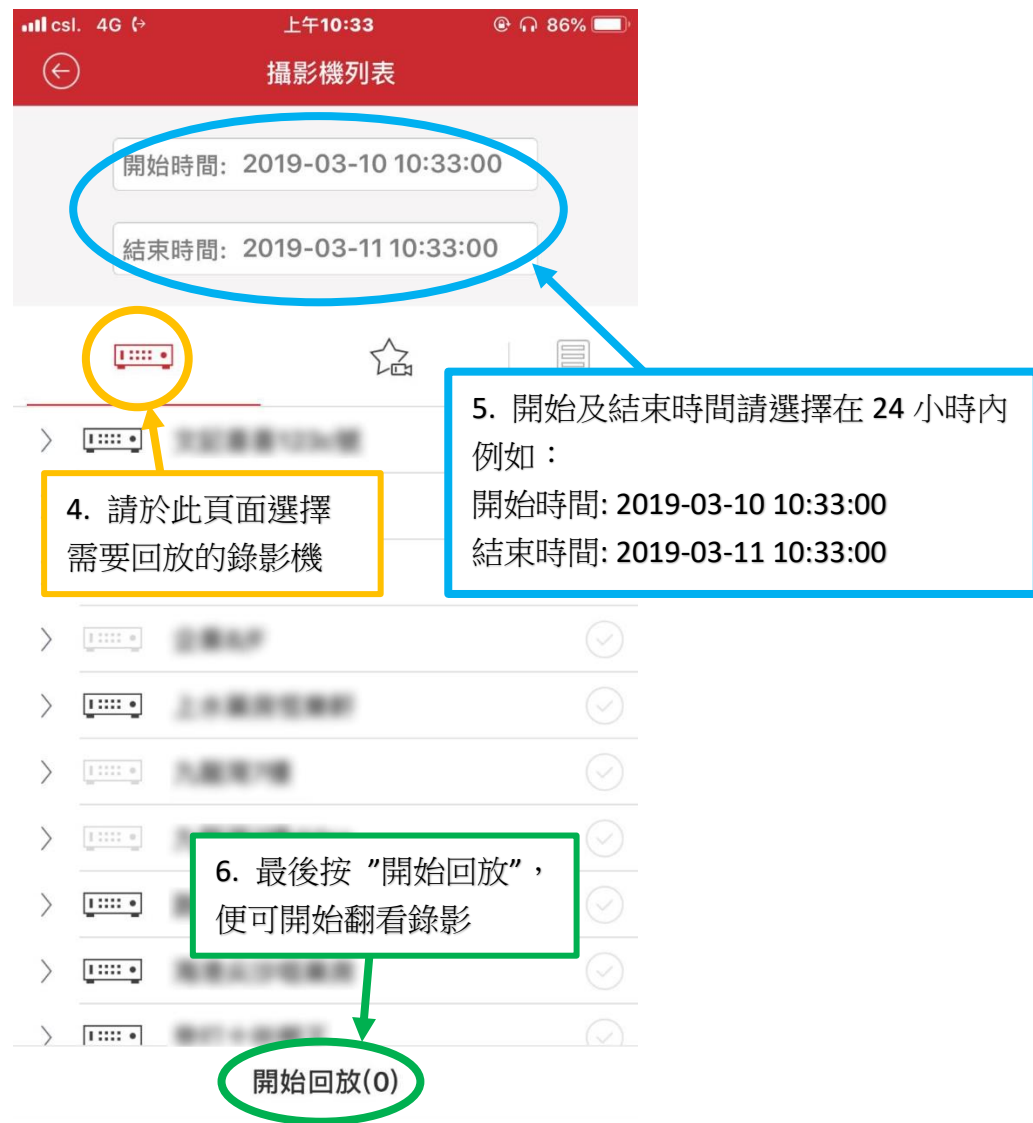 csl. 4G 上午10:33 86%
攝影機列表
開始時間: 2019-03-10 10:33:00
結束時間: 2019-03-11 10:33:00
5. 開始及結束時間請選擇在 24 小時內
例如：
開始時間: 2019-03-10 10:33:00
結束時間: 2019-03-11 10:33:00
4. 請於此頁面選擇
需要回放的錄影機
6. 最後按 ”開始回放”，
便可開始翻看錄影
開始回放(0)